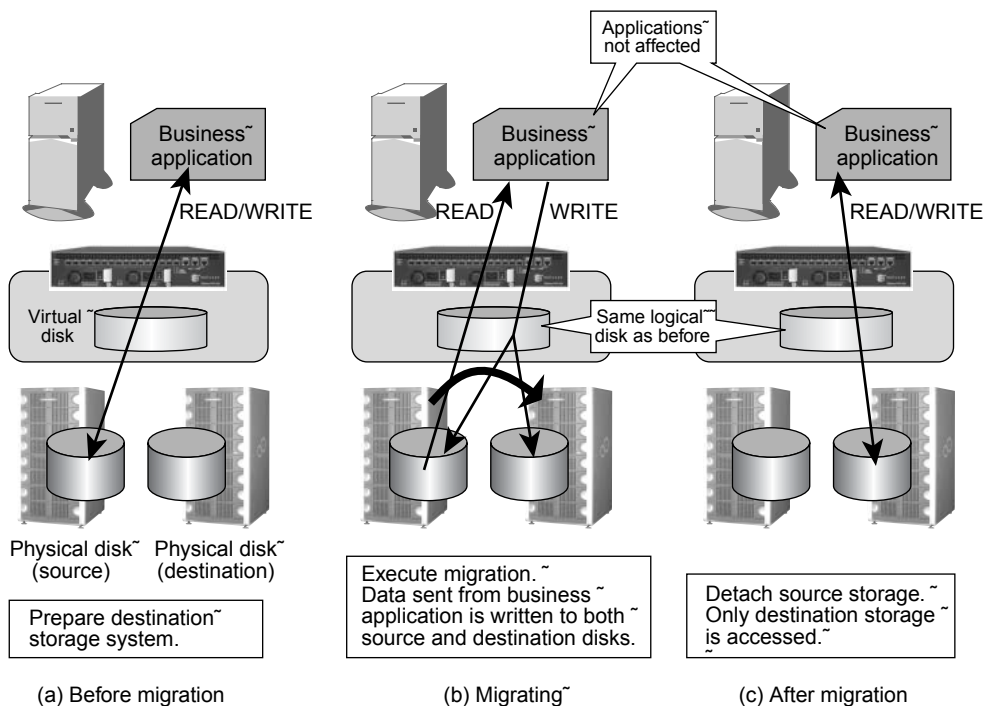 Applications˜
not affected
Business˜
application
Business˜
application
Business˜
application
READ/WRITE
READ
WRITE
READ/WRITE
Virtual ˜
disk
Same logical˜˜
disk as before
Physical disk˜
(source)
Physical disk˜
(destination)
Prepare destination˜
storage system.
Execute migration. ˜
Data sent from business ˜
application is written to both ˜
source and destination disks.
Detach source storage. ˜
Only destination storage ˜
is accessed.˜
˜
(a) Before migration
(b) Migrating˜
(c) After migration